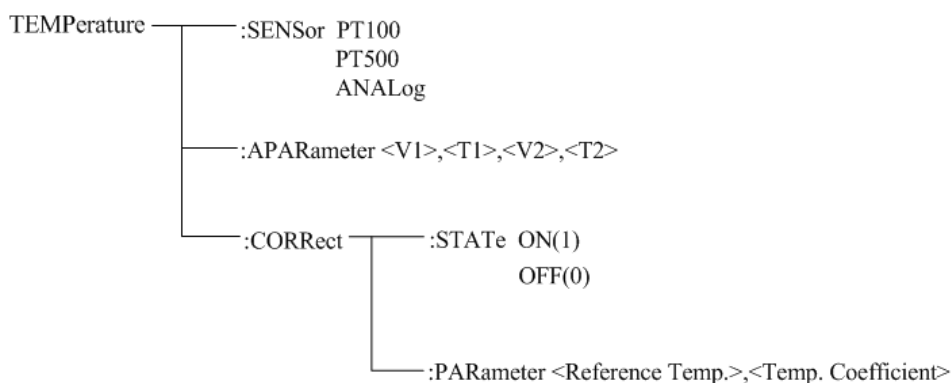 TEMPerature :SENSor PT100
PT500
ANALog
:APARameter <V1>,<T1>,<V2>,<T2>
:CORRect :STATe ON(1)
OFF(0)
:PARameter <Reference Temp.>,<Temp. Coefficient>